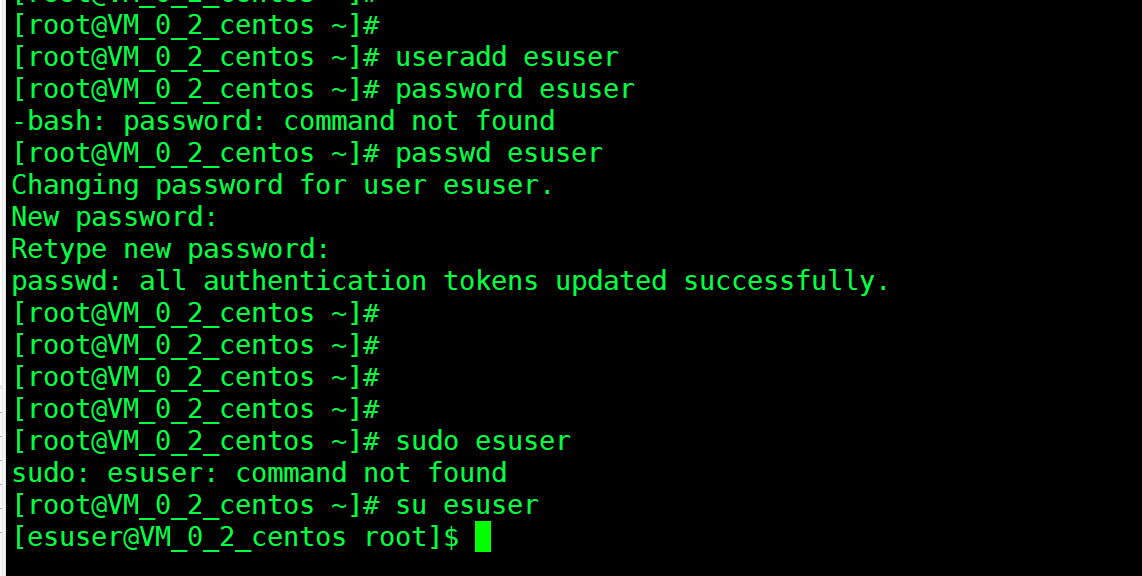 [root@VM_0_2_centos ~]#
[root@VM_0_2_centos ~]#
[root@VM_0_2_centos ~]# useradd esuser
[root@VM_0_2_centos ~]# password esuser
-bash: password: command not found
[root@VM_0_2_centos ~]# passwd esuser
Changing password for user esuser.
New password:
Retype new password:
passwd: all authentication tokens updated successfully.
[root@VM_0_2_centos ~]#
[root@VM_0_2_centos ~]#
[root@VM_0_2_centos ~]#
[root@VM_0_2_centos ~]#
[root@VM_0_2_centos ~]# sudo esuser
sudo: esuser: command not found
[root@VM_0_2_centos ~]# su esuser
[esuser@VM_0_2_centos root]$